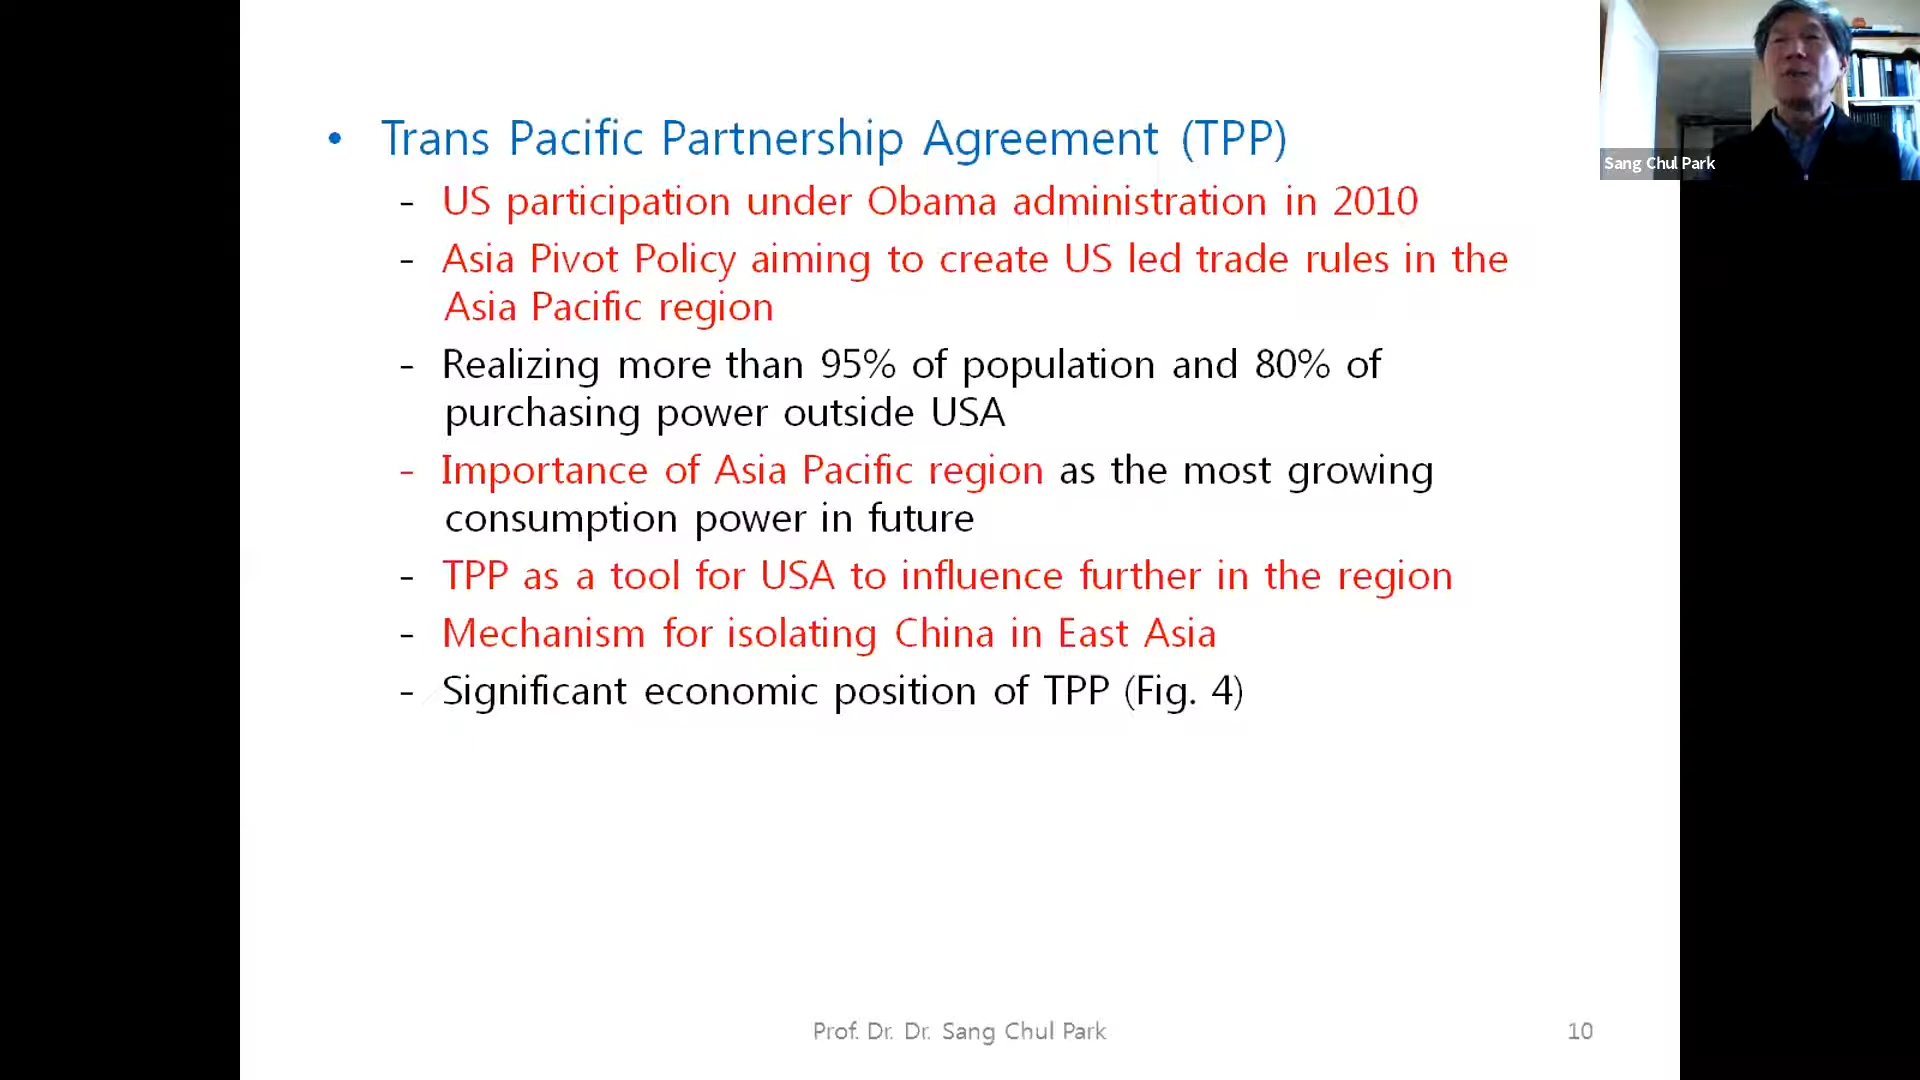 • Trans Pacific Partnership Agreement (TPP)
- US participation under Obama administration in 2010
- Asia Pivot Policy aiming to create US led trade rules in the
Asia Pacific region
- Realizing more than 95% of population and 80% of
purchasing power outside USA
- Importance of Asia Pacific region as the most growing
consumption power in future
- TPP as a tool for USA to influence further in the region
- Mechanism for isolating China in East Asia
- Significant economic position of TPP (Fig. 4)
Prof. Dr. Dr. Sang Chul Park
10
Sang Chul Park